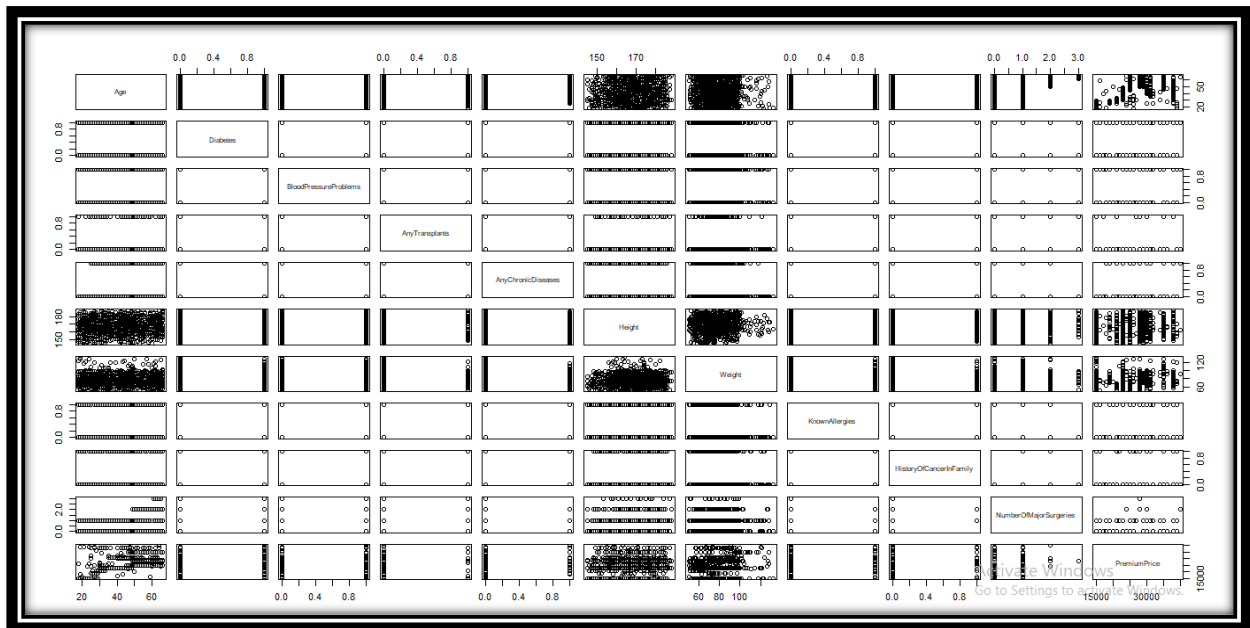 0.0 0.4 0.8 0.0 0.4 0.8 150 170 0.0 0.4 0.8 0.0 1.0 2.0 3.0
Age 20 50
0.0 0.8 Diabetes
BloodPressureProblems 0.0 0.8
0.0 0.8 AnyTransplants
AnyChronicDiseases 0.0 0.8
150 180 Height
Weight 60 120
0.0 0.8 KnownAllergies
HistoryOfCancerInFamily 0.0 0.8
0.0 2.0 NumberOfMajorSurgeries
PremiumPrice 15000
Activate Windows
Go to Settings to activate Windows.
20 40 60 0.0 0.4 0.8 0.0 0.4 0.8 60 80 100 0.0 0.4 0.8 15000 30000